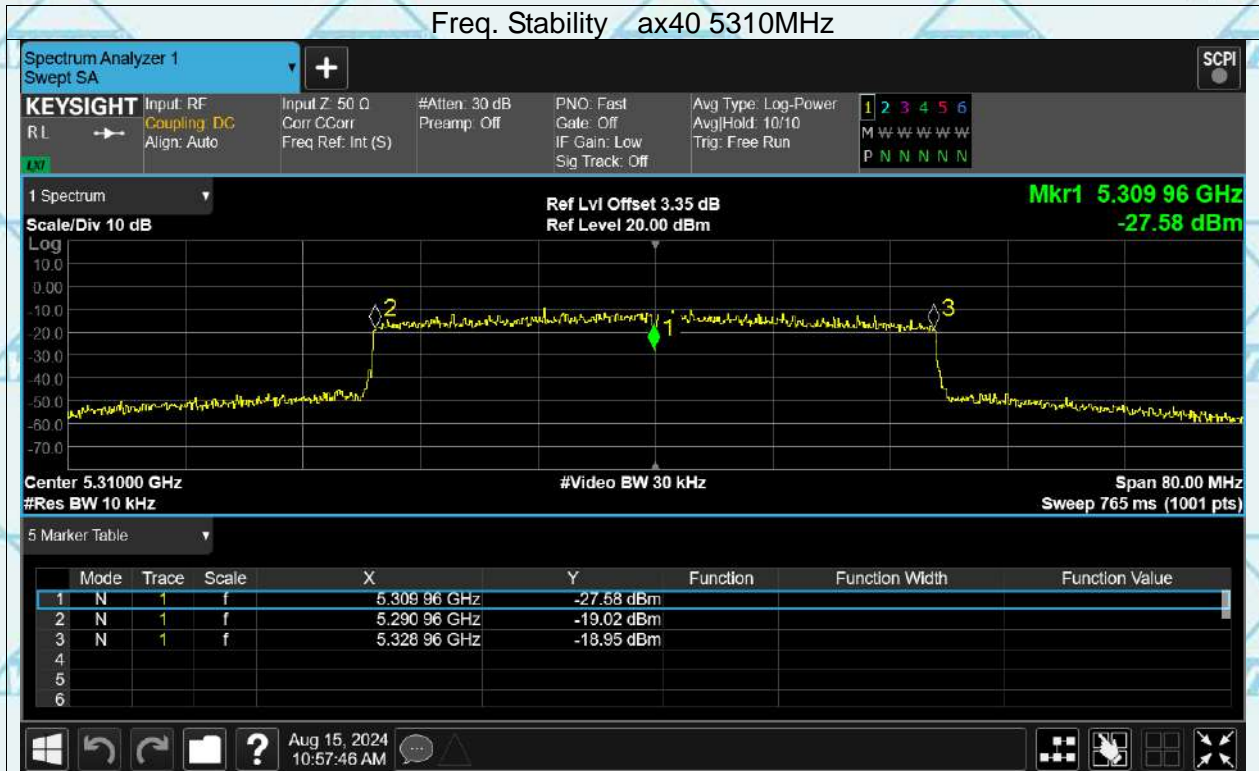 Freq. Stability ax40 5310MHz
Spectrum Analyzer 1
Swept SA
+
SCPI
KEYSIGHT
RL
LXI
Input: RF
Coupling: DC
Align: Auto
Input Z: 50 Ω
Corr CCorr
Freq Ref: Int (S)
#Atten: 30 dB
Preamp: Off
PNO: Fast
Gate: Off
IF Gain: Low
Sig Track: Off
Avg Type: Log-Power
Avg|Hold: 10/10
Trig: Free Run
1 2 3 4 5 6
M W W W W W
P N N N N N
1 Spectrum
Scale/Div 10 dB
Ref Lvl Offset 3.35 dB
Ref Level 20.00 dBm
Mkr1 5.309 96 GHz
-27.58 dBm
Log
10.0
0.00
-10.0
-20.0
-30.0
-40.0
-50.0
-60.0
-70.0
2
1
3
Center 5.31000 GHz
#Res BW 10 kHz
#Video BW 30 kHz
Span 80.00 MHz
Sweep 765 ms (1001 pts)
5 Marker Table
Mode Trace Scale X Y Function Function Width Function Value
1 N 1 f 5.309 96 GHz -27.58 dBm
2 N 1 f 5.290 96 GHz -19.02 dBm
3 N 1 f 5.328 96 GHz -18.95 dBm
4
5
6
?
Aug 15, 2024
10:57:46 AM